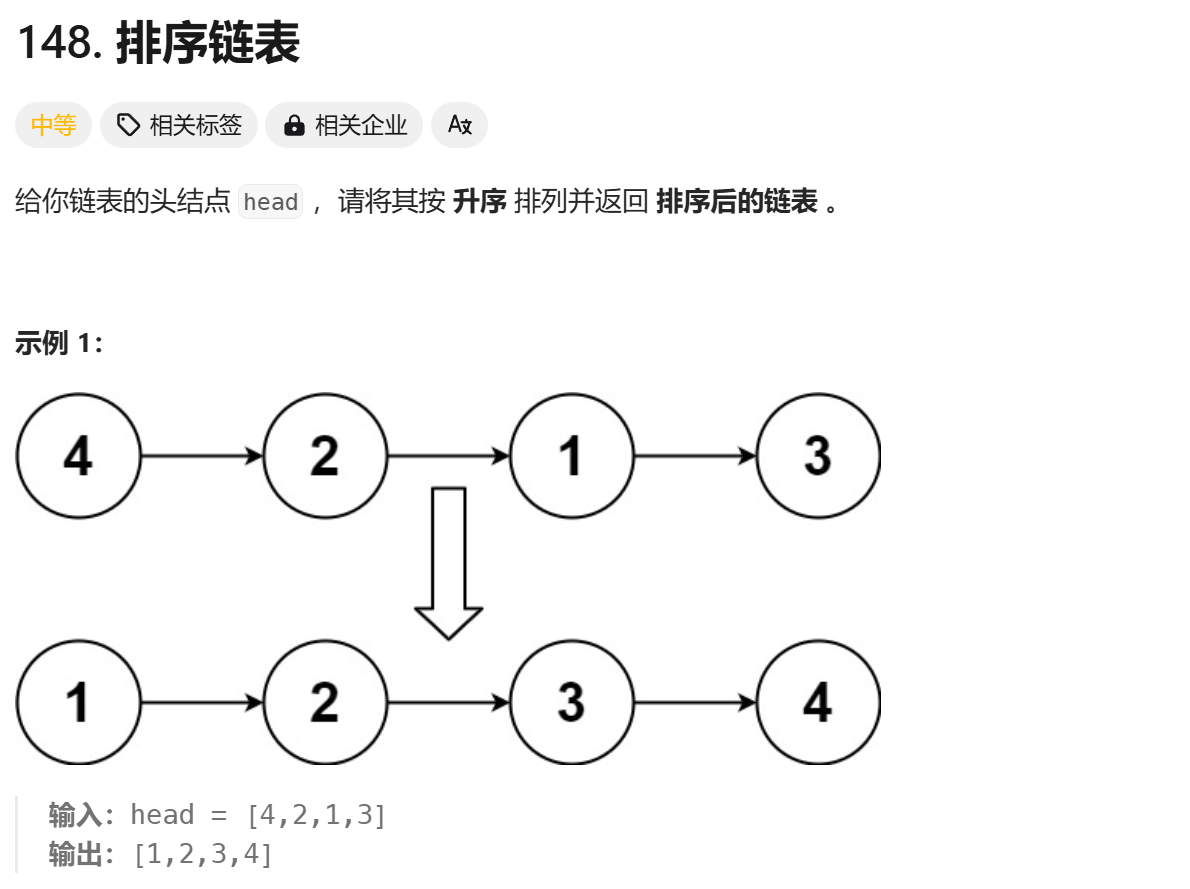 148. 排序链表
中等 相关标签 相关企业 A文
给你链表的头结点 head ，请将其按 升序 排列并返回 排序后的链表 。
示例 1：
4 2 1 3
1 2 3 4
输入：head = [4,2,1,3]
输出：[1,2,3,4]